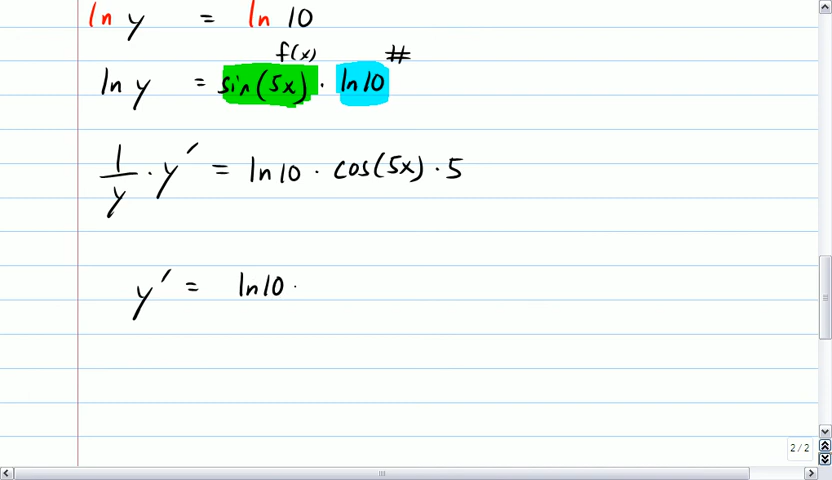 ln y = ln 10
f(x) #
ln y = sin(5x) · ln10
1/y · y′ = ln10 · cos(5x) · 5
y′ = ln10 ·
2/2